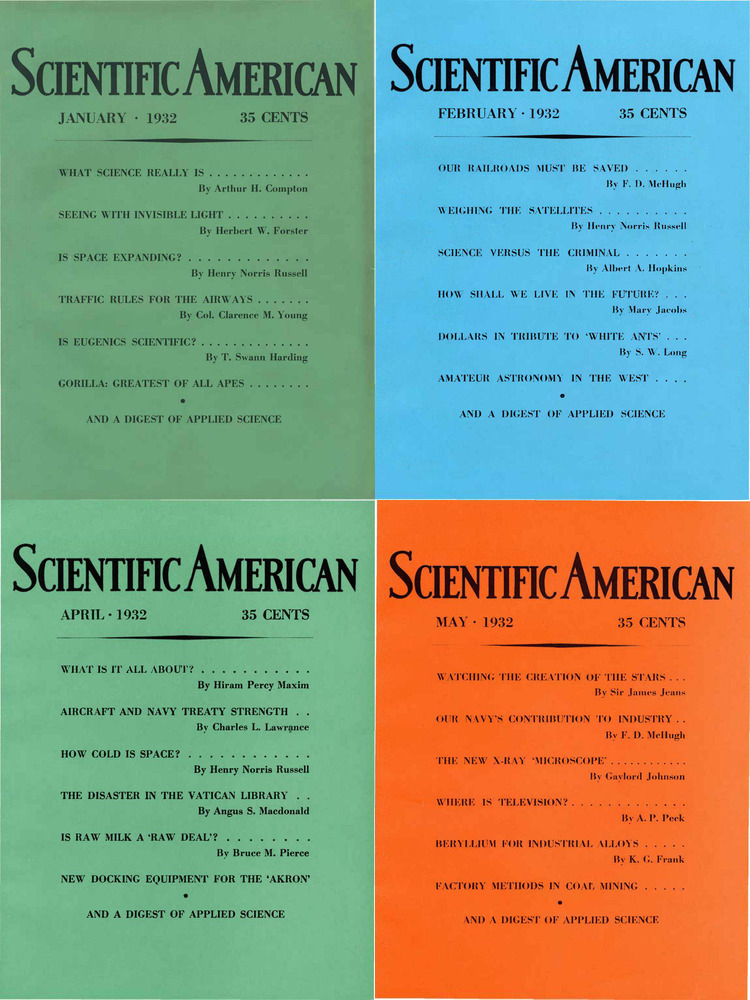 SCIENTIFIC AMERICAN
JANUARY · 1932 35 CENTS
WHAT SCIENCE REALLY IS . . . . . . . . . . . . .
By Arthur H. Compton
SEEING WITH INVISIBLE LIGHT . . . . . . . . . .
By Herbert W. Forster
IS SPACE EXPANDING? . . . . . . . . . . . . .
By Henry Norris Russell
TRAFFIC RULES FOR THE AIRWAYS . . . . . . .
By Col. Clarence M. Young
IS EUGENICS SCIENTIFIC? . . . . . . . . . . . . . .
By T. Swann Harding
GORILLA: GREATEST OF ALL APES . . . . . . . .
•
AND A DIGEST OF APPLIED SCIENCE
SCIENTIFIC AMERICAN
FEBRUARY · 1932 35 CENTS
OUR RAILROADS MUST BE SAVED . . . . . .
By F. D. McHugh
WEIGHING THE SATELLITES . . . . . . . . . .
By Henry Norris Russell
SCIENCE VERSUS THE CRIMINAL . . . . . . .
By Albert A. Hopkins
HOW SHALL WE LIVE IN THE FUTURE? . . .
By Mary Jacobs
DOLLARS IN TRIBUTE TO 'WHITE ANTS' . . .
By S. W. Long
AMATEUR ASTRONOMY IN THE WEST . . . .
•
AND A DIGEST OF APPLIED SCIENCE
SCIENTIFIC AMERICAN
APRIL · 1932 35 CENTS
WHAT IS IT ALL ABOUT? . . . . . . . . . . .
By Hiram Percy Maxim
AIRCRAFT AND NAVY TREATY STRENGTH . .
By Charles L. Lawrance
HOW COLD IS SPACE? . . . . . . . . . . . .
By Henry Norris Russell
THE DISASTER IN THE VATICAN LIBRARY . .
By Angus S. Macdonald
IS RAW MILK A 'RAW DEAL'? . . . . . . . .
By Bruce M. Pierce
NEW DOCKING EQUIPMENT FOR THE 'AKRON'
•
AND A DIGEST OF APPLIED SCIENCE
SCIENTIFIC AMERICAN
MAY · 1932 35 CENTS
WATCHING THE CREATION OF THE STARS . . .
By Sir James Jeans
OUR NAVY'S CONTRIBUTION TO INDUSTRY . .
By F. D. McHugh
THE NEW X-RAY 'MICROSCOPE' . . . . . . . . . . . .
By Gaylord Johnson
WHERE IS TELEVISION? . . . . . . . . . . . . .
By A. P. Peck
BERYLLIUM FOR INDUSTRIAL ALLOYS . . . . .
By K. G. Frank
FACTORY METHODS IN COAL MINING . . . . .
•
AND A DIGEST OF APPLIED SCIENCE